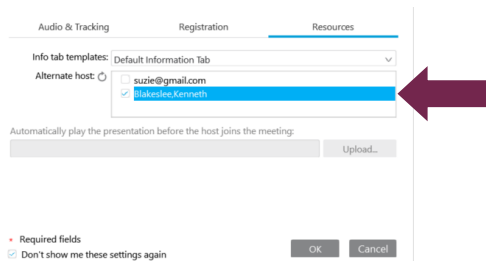 Audio & Tracking Registration Resources
Info tab templates: Default Information Tab
Alternate host: suzie@gmail.com
Blakeslee,Kenneth
Automatically play the presentation before the host joins the meeting:
Upload...
* Required fields
Don't show me these settings again
OK Cancel